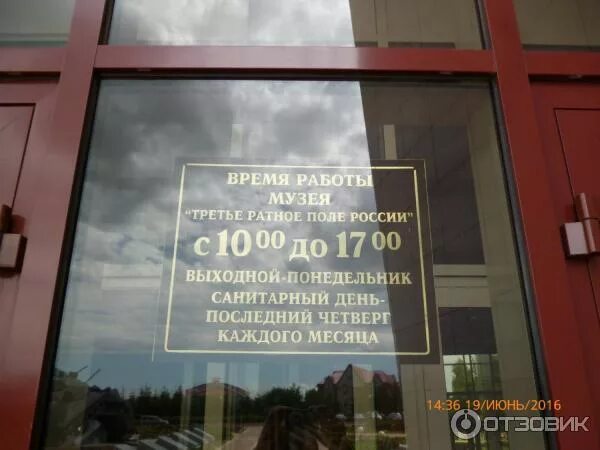 ВРЕМЯ РАБОТЫ
МУЗЕЯ
"ТРЕТЬЕ РАТНОЕ ПОЛЕ РОССИИ"
с 10 00 до 17 00
ВЫХОДНОЙ-ПОНЕДЕЛЬНИК
САНИТАРНЫЙ ДЕНЬ-
ПОСЛЕДНИЙ ЧЕТВЕРГ
КАЖДОГО МЕСЯЦА
14:36 19/ИЮНЬ/2016
ОТЗОВИК